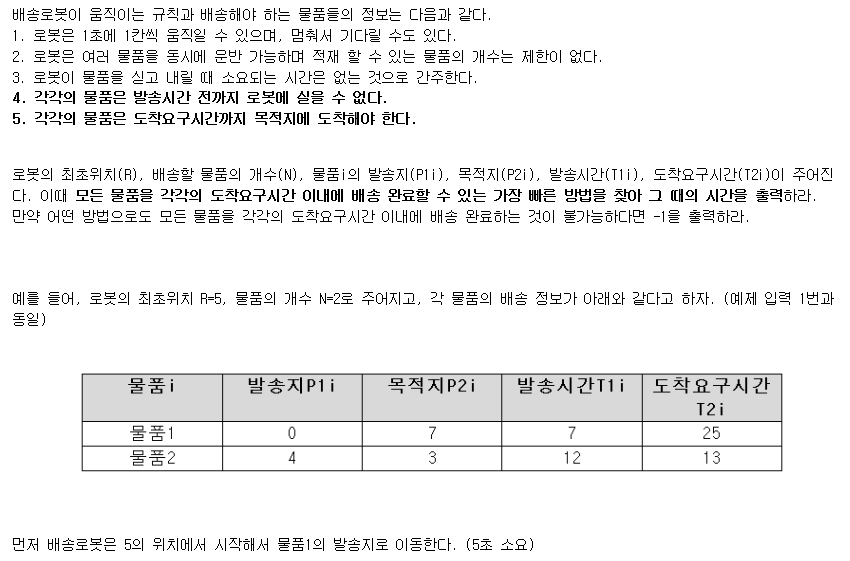 배송로봇이 움직이는 규칙과 배송해야 하는 물품들의 정보는 다음과 같다.
1. 로봇은 1초에 1칸씩 움직일 수 있으며, 멈춰서 기다릴 수도 있다.
2. 로봇은 여러 물품을 동시에 운반 가능하며 적재 할 수 있는 물품의 개수는 제한이 없다.
3. 로봇이 물품을 싣고 내릴 때 소요되는 시간은 없는 것으로 간주한다.
4. 각각의 물품은 발송시간 전까지 로봇에 실을 수 없다.
5. 각각의 물품은 도착요구시간까지 목적지에 도착해야 한다.
로봇의 최초위치(R), 배송할 물품의 개수(N), 물품i의 발송지(P1i), 목적지(P2i), 발송시간(T1i), 도착요구시간(T2i)이 주어진
다. 이때 모든 물품을 각각의 도착요구시간 이내에 배송 완료할 수 있는 가장 빠른 방법을 찾아 그 때의 시간을 출력하라.
만약 어떤 방법으로도 모든 물품을 각각의 도착요구시간 이내에 배송 완료하는 것이 불가능하다면 -1을 출력하라.
예를 들어, 로봇의 최초위치 R=5, 물품의 개수 N=2로 주어지고, 각 물품의 배송 정보가 아래와 같다고 하자. (예제 입력 1번과
동일)
물품i 발송지P1i 목적지P2i 발송시간T1i 도착요구시간
T2i
물품1 0 7 7 25
물품2 4 3 12 13
먼저 배송로봇은 5의 위치에서 시작해서 물품1의 발송지로 이동한다. (5초 소요)